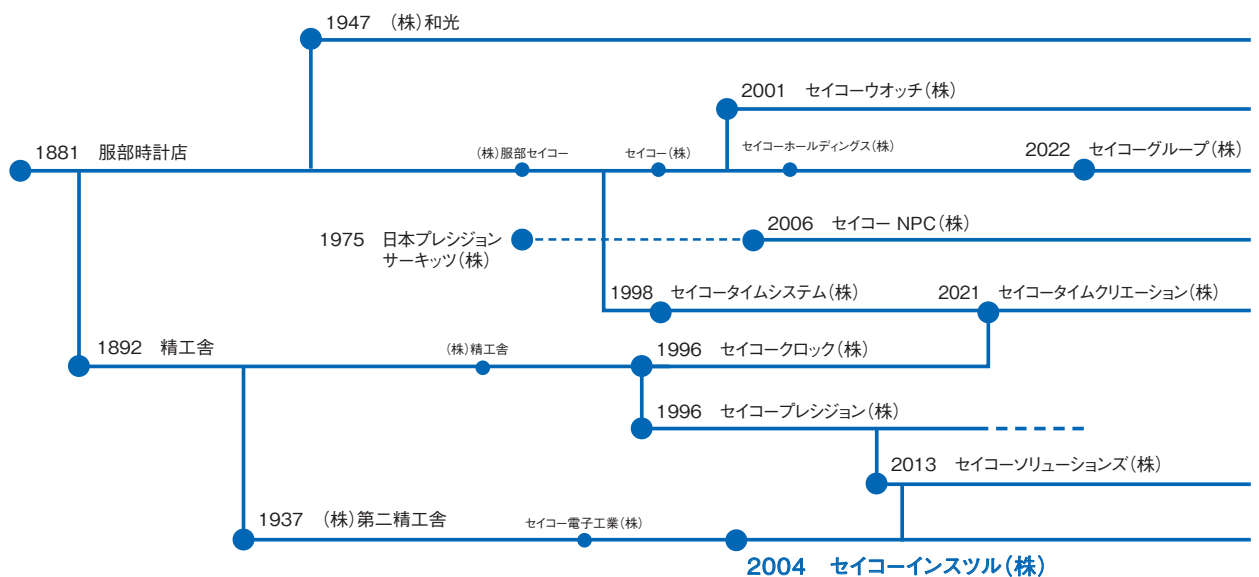 1947 (株)和光
2001 セイコーウオッチ(株)
1881 服部時計店
(株)服部セイコー
セイコー(株)
セイコーホールディングス(株)
2022 セイコーグループ(株)
1975 日本プレシジョン
サーキッツ(株)
2006 セイコー NPC(株)
1998 セイコータイムシステム(株)
2021 セイコータイムクリエーション(株)
1892 精工舎
(株)精工舎
1996 セイコークロック(株)
1996 セイコープレシジョン(株)
2013 セイコーソリューションズ(株)
1937 (株)第二精工舎
セイコー電子工業(株)
2004 セイコーインスツル(株)